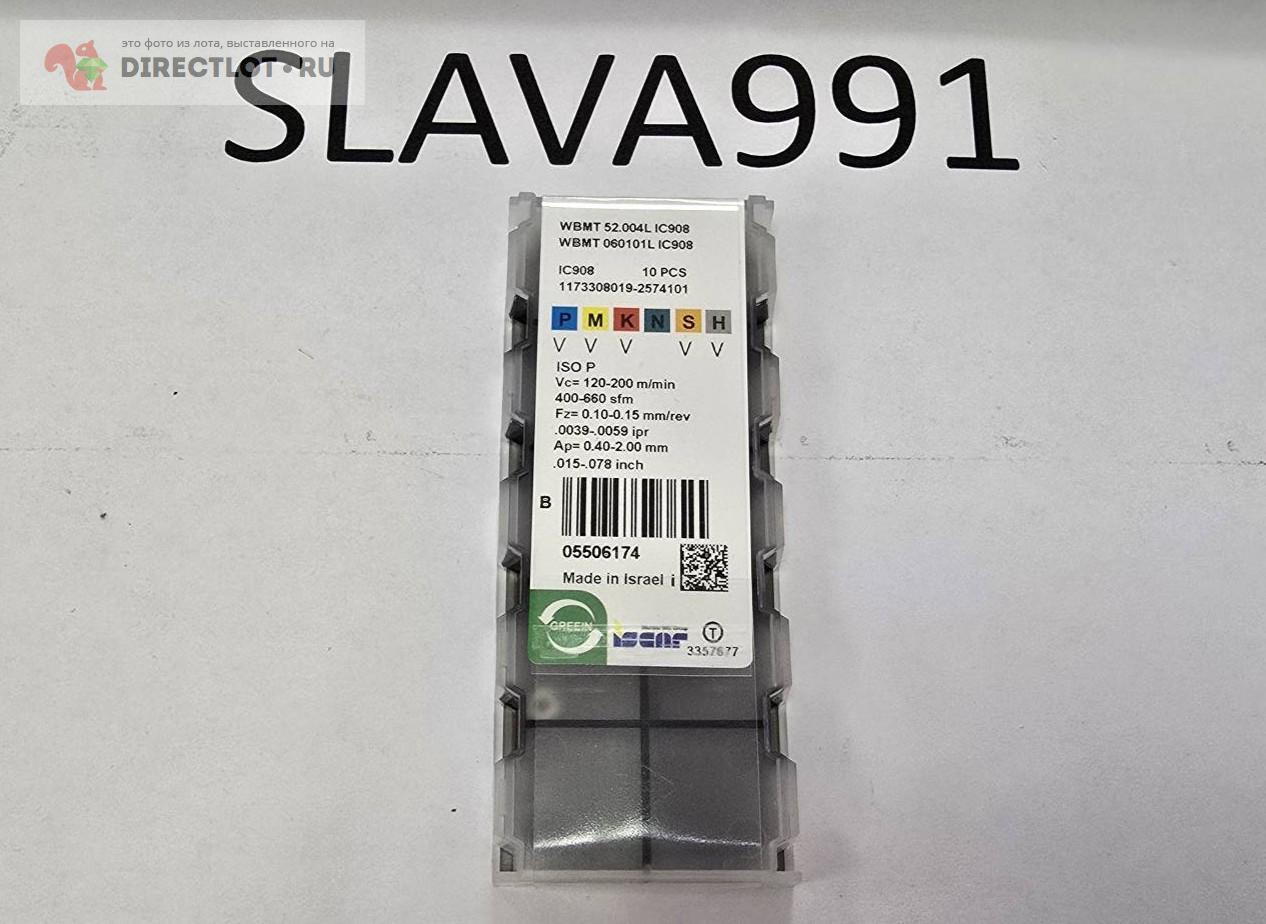 это фото из лота, выставленного на
DIRECTLOT.RU
SLAVA991
WBMT 52.004L IC908
WBMT 060101L IC908
IC908 10 PCS
1173308019-2574101
P M K N S H
V V V V V
ISO P
Vc= 120-200 m/min
400-660 sfm
Fz= 0.10-0.15 mm/rev
.0039-.0059 ipr
Ap= 0.40-2.00 mm
.015-.078 inch
B
05506174
Made in Israel i
GREEIN
iscar
T
3357677